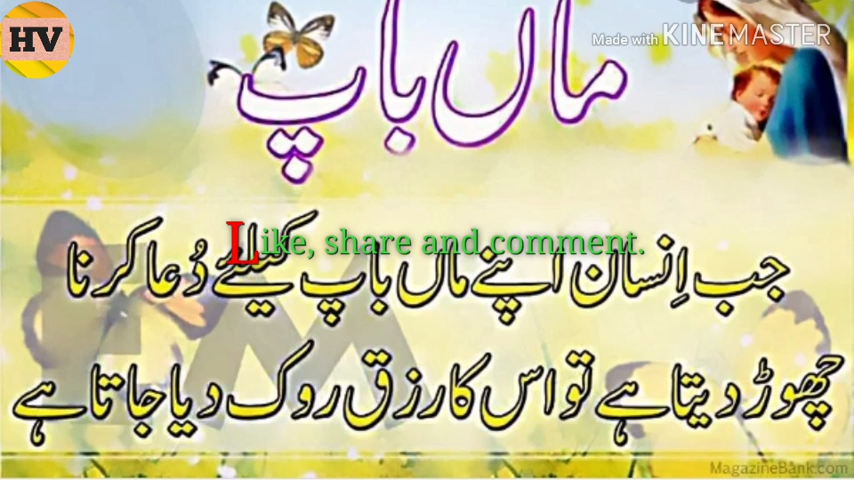 HV
Made with KINEMASTER
ماں باپ
Like, share and comment.
جب اِنسان اپنے ماں باپ کیلئے دُعا کرنا
چھوڑ دیتا ہے تو اس کا رزق روک دیا جاتا ہے
MagazineBank.com